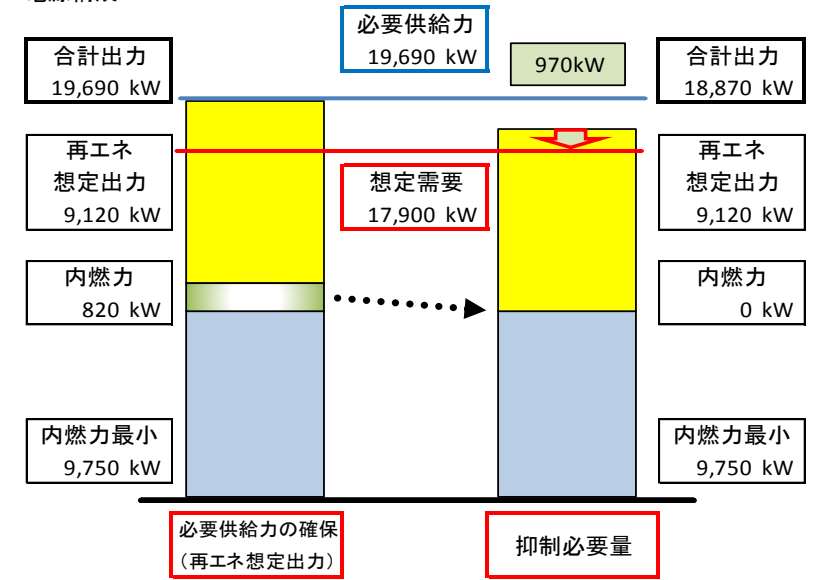 必要供給力
19,690 kW
970kW
合計出力
19,690 kW
合計出力
18,870 kW
再エネ
想定出力
9,120 kW
想定需要
17,900 kW
再エネ
想定出力
9,120 kW
内燃力
820 kW
内燃力
0 kW
内燃力最小
9,750 kW
内燃力最小
9,750 kW
必要供給力の確保
（再エネ想定出力）
抑制必要量